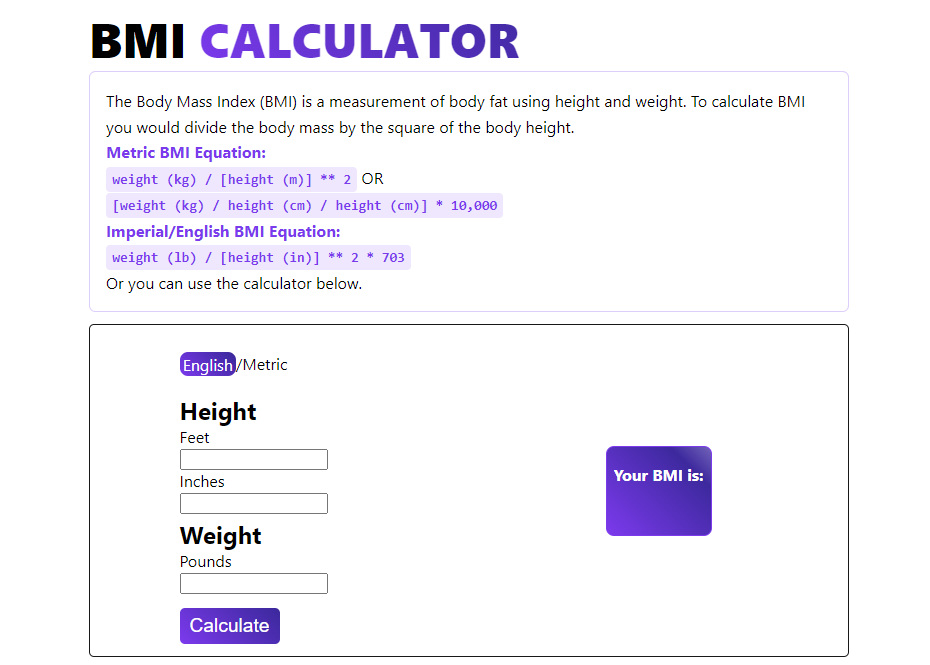 BMI CALCULATOR
The Body Mass Index (BMI) is a measurement of body fat using height and weight. To calculate BMI
you would divide the body mass by the square of the body height.
Metric BMI Equation:
weight (kg) / [height (m)] ** 2 OR
[weight (kg) / height (cm) / height (cm)] * 10,000
Imperial/English BMI Equation:
weight (lb) / [height (in)] ** 2 * 703
Or you can use the calculator below.
English/Metric
Height
Feet
Inches
Weight
Pounds
Calculate
Your BMI is: